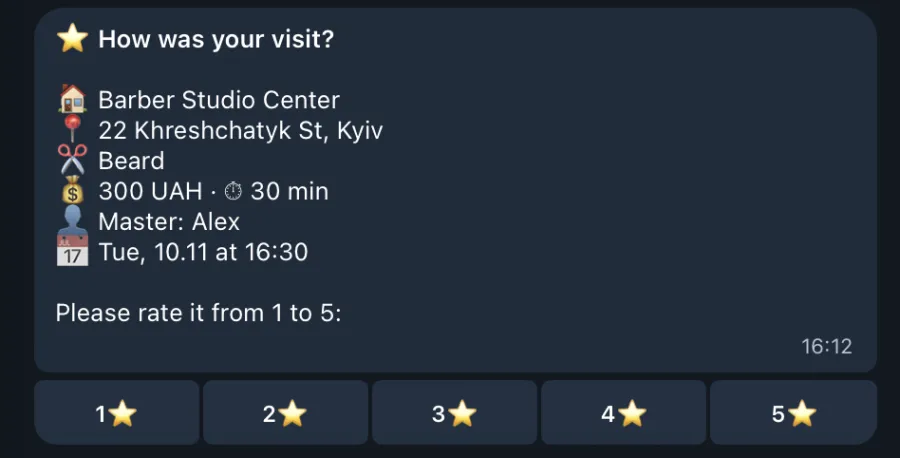 ⭐ How was your visit?
🏠 Barber Studio Center
📍 22 Khreshchatyk St, Kyiv
✂️ Beard
💰 300 UAH · ⏱ 30 min
👤 Master: Alex
📅 Tue, 10.11 at 16:30
Please rate it from 1 to 5:
16:12
1⭐ 2⭐ 3⭐ 4⭐ 5⭐